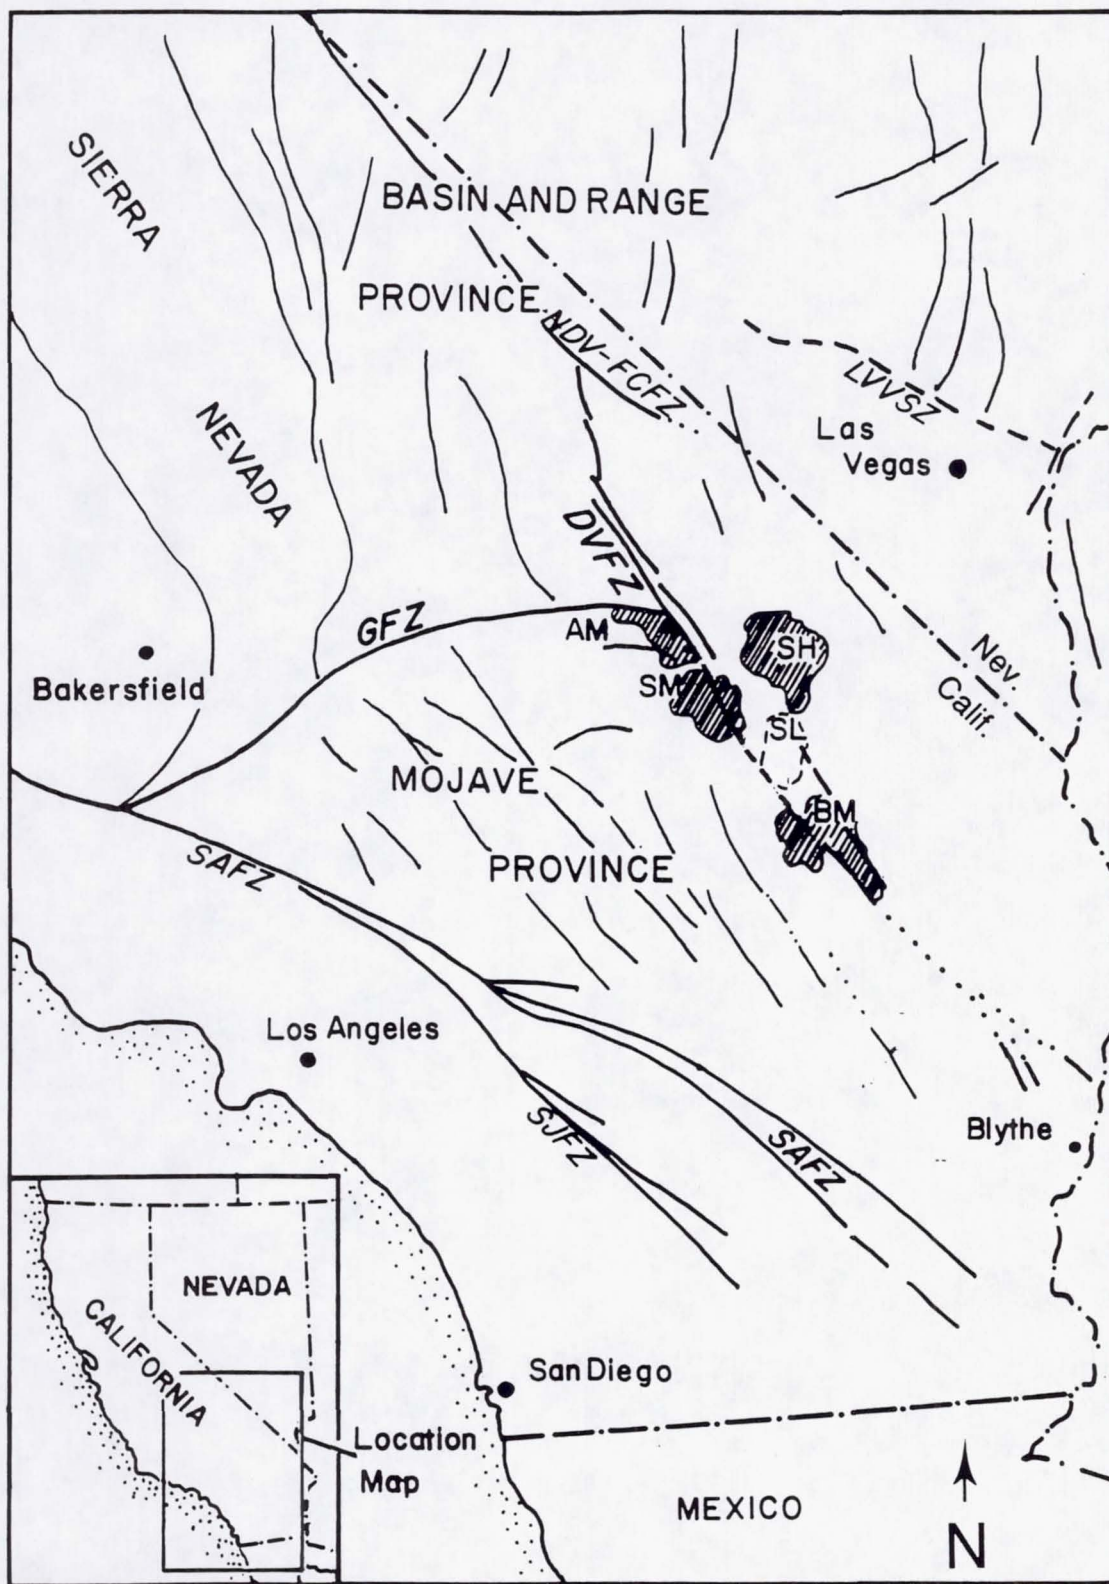 SIERRA
NEVADA
BASIN AND RANGE
PROVINCE
NDV-FCFZ
LVVSZ
Las
Vegas
DVFZ
GFZ
AM
SH
SM
SL
BM
Nev.
Calif.
Bakersfield
MOJAVE
PROVINCE
SAFZ
Los Angeles
SJFZ
SAFZ
Blythe
San Diego
MEXICO
N
NEVADA
CALIFORNIA
Location
Map